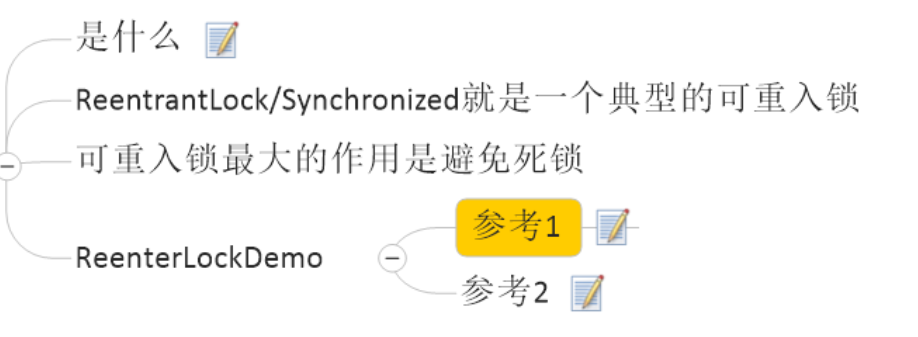 是什么
ReentrantLock/Synchronized就是一个典型的可重入锁
可重入锁最大的作用是避免死锁
ReenterLockDemo
参考1
参考2